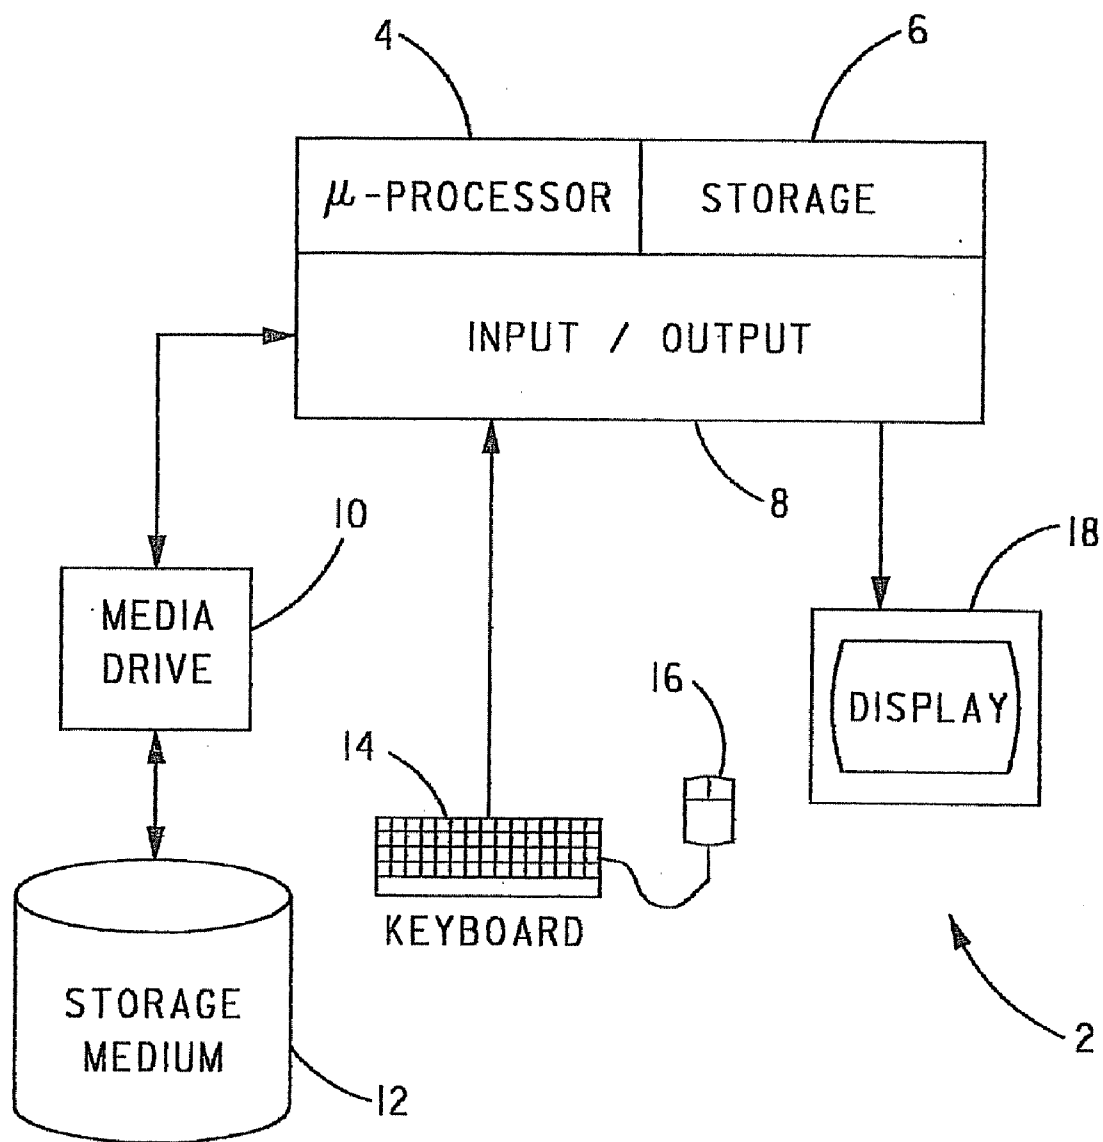 4
6
μ-PROCESSOR
STORAGE
INPUT / OUTPUT
8
10
18
MEDIA
DRIVE
16
DISPLAY
14
KEYBOARD
STORAGE
MEDIUM
2
12